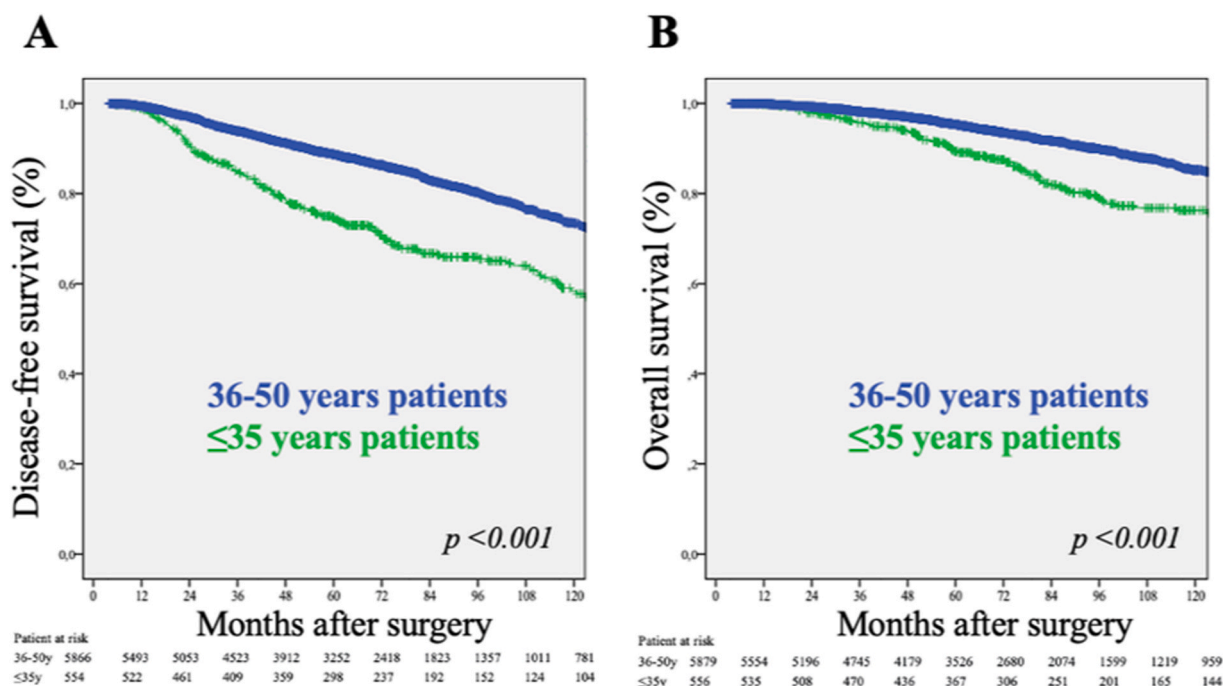 A
Disease-free survival (%)
1,0
0,8
0,6
0,4
0,2
0,0
36-50 years patients
≤35 years patients
p <0.001
0 12 24 36 48 60 72 84 96 108 120
Months after surgery
Patient at risk
36-50y 5866 5493 5053 4523 3912 3252 2418 1823 1357 1011 781
≤35y 554 522 461 409 359 298 237 192 152 124 104
B
Overall survival (%)
1,0
0,8
,6
,4
,2
0,0
36-50 years patients
≤35 years patients
p <0.001
0 12 24 36 48 60 72 84 96 108 120
Months after surgery
Patient at risk
36-50y 5879 5554 5196 4745 4179 3526 2680 2074 1599 1219 959
≤35y 556 535 508 470 436 367 306 251 201 165 144